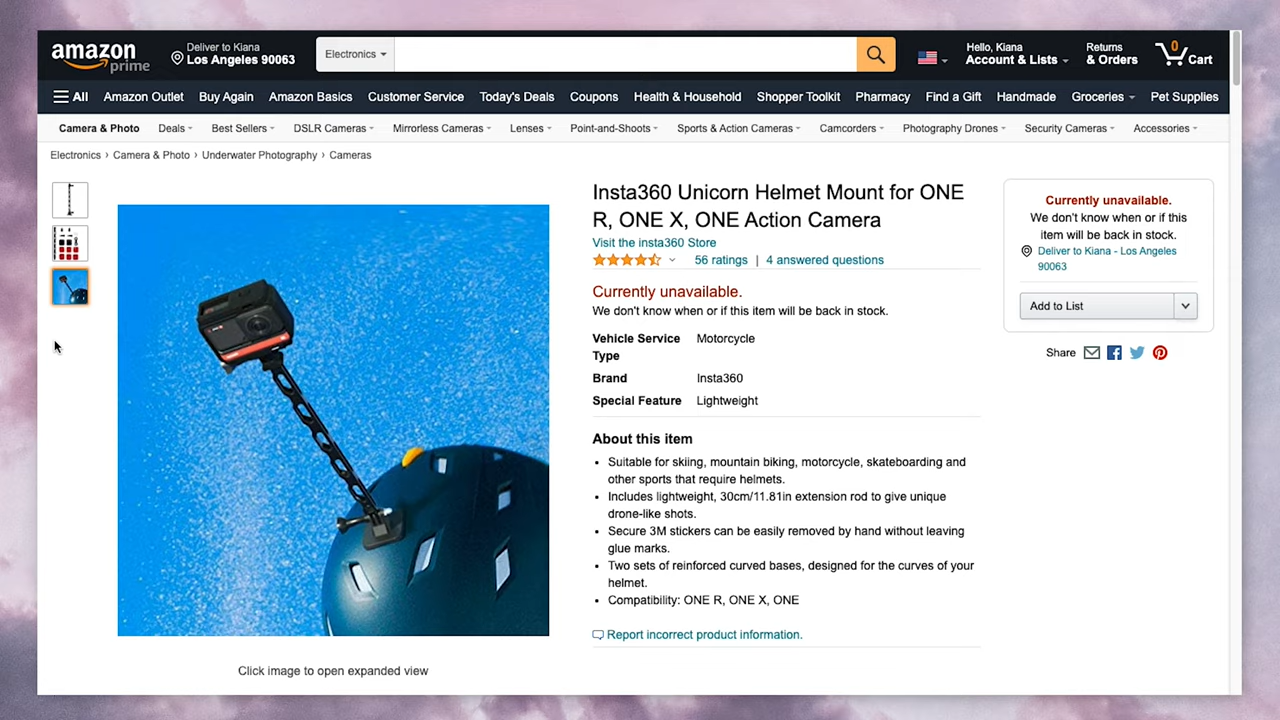 amazon prime
Deliver to Kiana
Los Angeles 90063
Electronics
Hello, Kiana
Account & Lists
Returns
& Orders
0
Cart
All Amazon Outlet Buy Again Amazon Basics Customer Service Today's Deals Coupons Health & Household Shopper Toolkit Pharmacy Find a Gift Handmade Groceries Pet Supplies
Camera & Photo Deals Best Sellers DSLR Cameras Mirrorless Cameras Lenses Point-and-Shoots Sports & Action Cameras Camcorders Photography Drones Security Cameras Accessories
Electronics › Camera & Photo › Underwater Photography › Cameras
Click image to open expanded view
Insta360 Unicorn Helmet Mount for ONE
R, ONE X, ONE Action Camera
Visit the insta360 Store
56 ratings | 4 answered questions
Currently unavailable.
We don't know when or if this item will be back in stock.
Vehicle Service Type Motorcycle
Brand Insta360
Special Feature Lightweight
About this item
• Suitable for skiing, mountain biking, motorcycle, skateboarding and
other sports that require helmets.
• Includes lightweight, 30cm/11.81in extension rod to give unique
drone-like shots.
• Secure 3M stickers can be easily removed by hand without leaving
glue marks.
• Two sets of reinforced curved bases, designed for the curves of your
helmet.
• Compatibility: ONE R, ONE X, ONE
Report incorrect product information.
Currently unavailable.
We don't know when or if this
item will be back in stock.
Deliver to Kiana - Los Angeles
90063
Add to List
Share